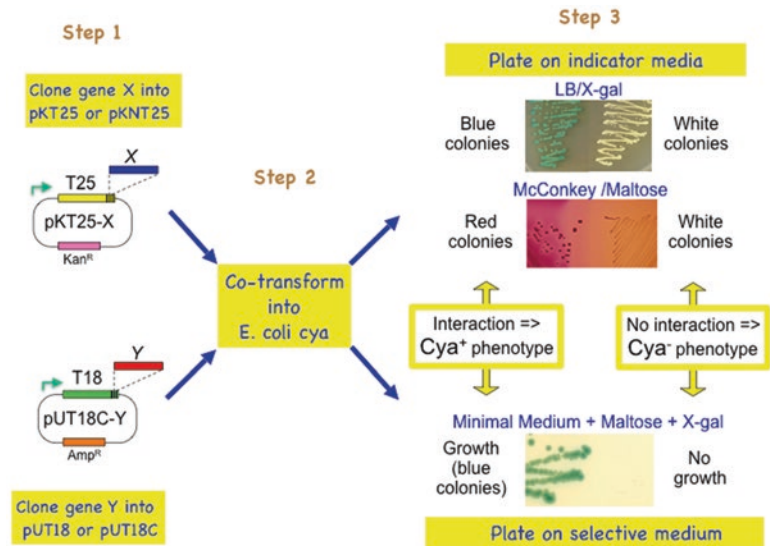 Step 1
Clone gene X into
pKT25 or pKNT25
X
T25
pKT25-X
Kanᴿ
Y
T18
pUT18C-Y
Ampᴿ
Clone gene Y into
pUT18 or pUT18C
Step 2
Co-transform
into
E. coli cya
Step 3
Plate on indicator media
LB/X-gal
Blue
colonies
White
colonies
McConkey /Maltose
Red
colonies
White
colonies
Interaction =>
Cya⁺ phenotype
No interaction =>
Cya⁻ phenotype
Minimal Medium + Maltose + X-gal
Growth
(blue
colonies)
No
growth
Plate on selective medium